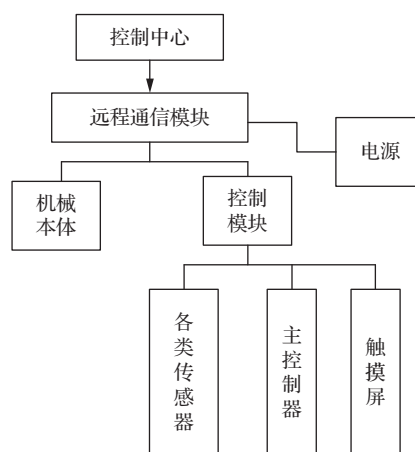 控制中心
远程通信模块
电源
机械
本体
控制
模块
各类传感器
主控制器
触摸屏